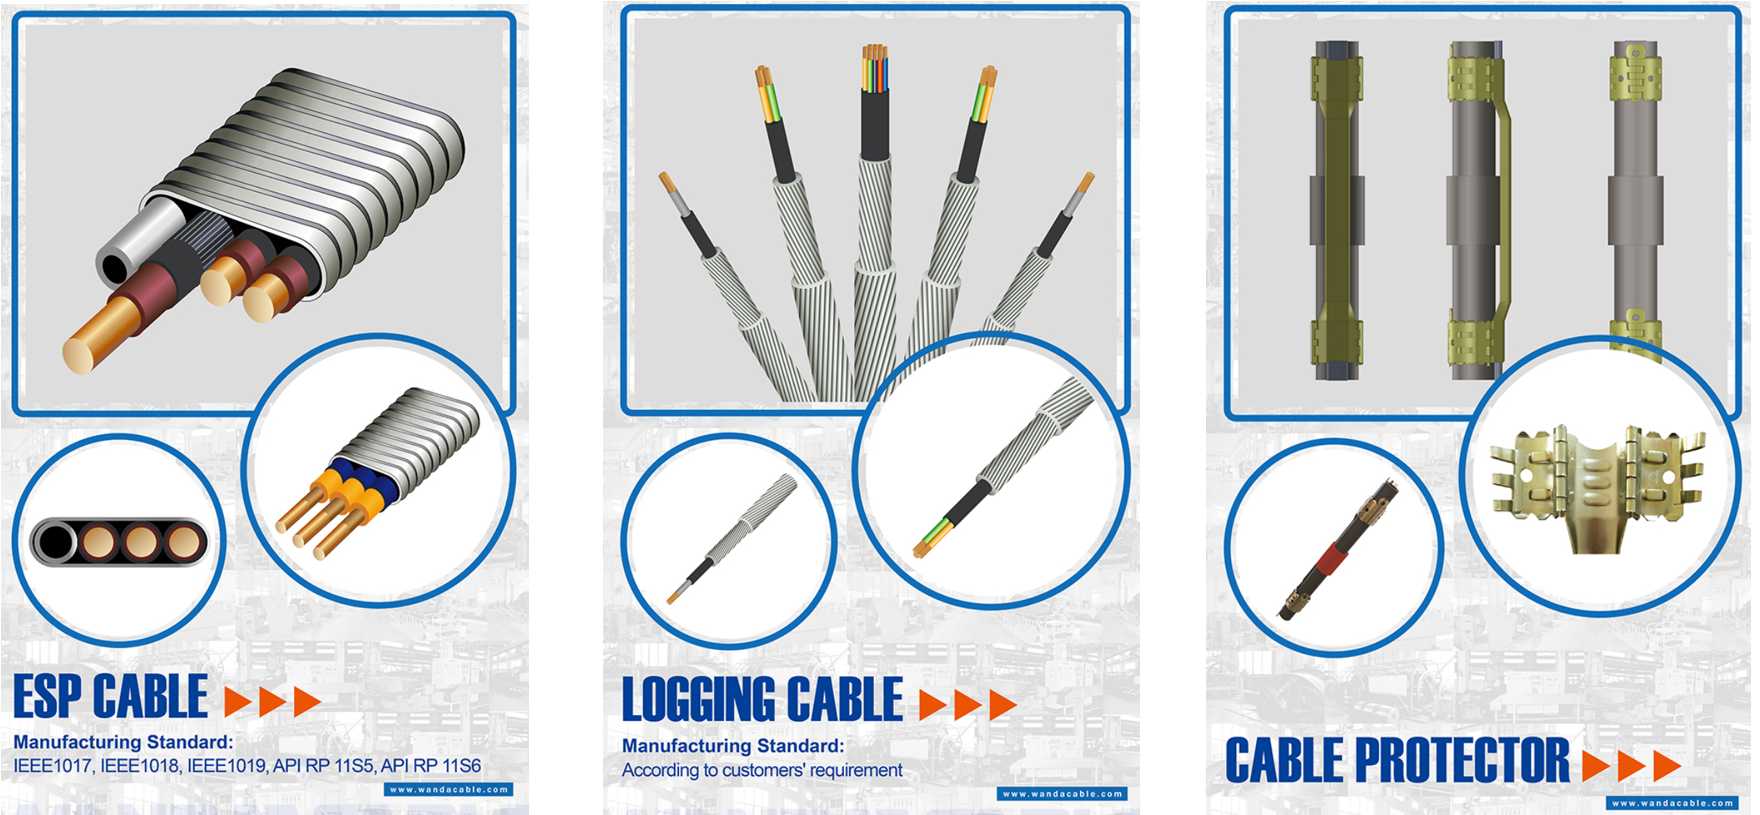 ESP CABLE
Manufacturing Standard:
IEEE1017, IEEE1018, IEEE1019, API RP 11S5, API RP 11S6
www.wandacable.com
LOGGING CABLE
Manufacturing Standard:
According to customers' requirement
www.wandacable.com
CABLE PROTECTOR
www.wandacable.com